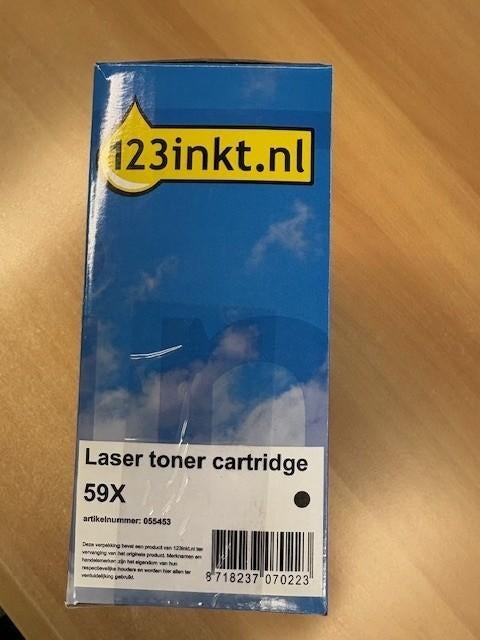 123inkt.nl
Laser toner cartridge
59X
artikelnummer: 055453
Deze verpakking bevat een product van 123inkt.nl ter
vervanging van het originele product. Merknamen en
handelsmerken zijn het eigendom van hun
respectievelijke houders en worden hier alleen ter
verduidelijking gebruikt.
8 718237 070223